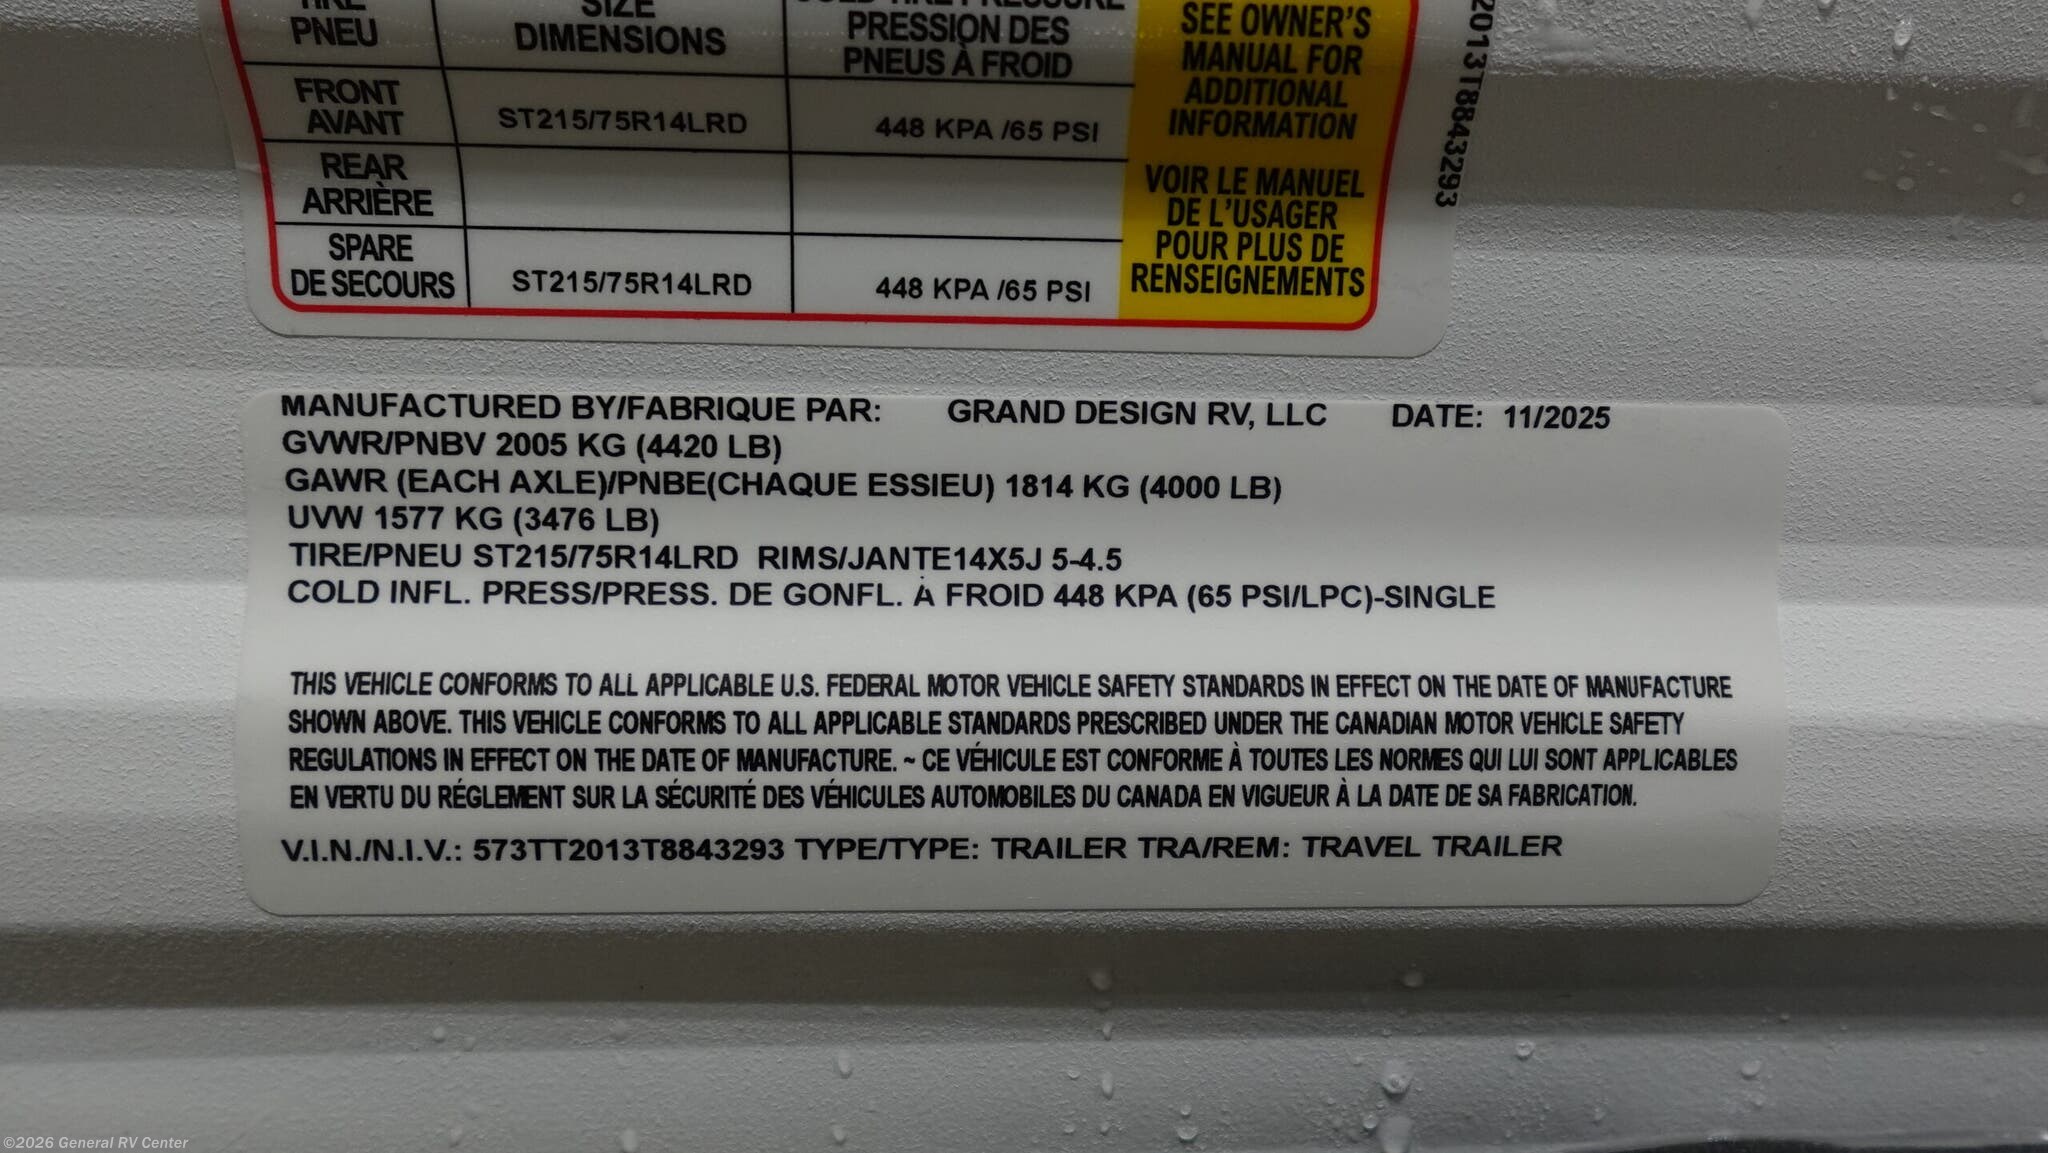 TIRE SIZE COLD TIRE PRESSURE
PNEU DIMENSIONS PRESSION DES
PNEUS À FROID
FRONT
AVANT ST215/75R14LRD 448 KPA /65 PSI
REAR
ARRIÈRE
SPARE
DE SECOURS ST215/75R14LRD 448 KPA /65 PSI
SEE OWNER'S
MANUAL FOR
ADDITIONAL
INFORMATION
VOIR LE MANUEL
DE L'USAGER
POUR PLUS DE
RENSEIGNEMENTS
2013T8843293
MANUFACTURED BY/FABRIQUE PAR: GRAND DESIGN RV, LLC DATE: 11/2025
GVWR/PNBV 2005 KG (4420 LB)
GAWR (EACH AXLE)/PNBE(CHAQUE ESSIEU) 1814 KG (4000 LB)
UVW 1577 KG (3476 LB)
TIRE/PNEU ST215/75R14LRD RIMS/JANTE14X5J 5-4.5
COLD INFL. PRESS/PRESS. DE GONFL. À FROID 448 KPA (65 PSI/LPC)-SINGLE
THIS VEHICLE CONFORMS TO ALL APPLICABLE U.S. FEDERAL MOTOR VEHICLE SAFETY STANDARDS IN EFFECT ON THE DATE OF MANUFACTURE
SHOWN ABOVE. THIS VEHICLE CONFORMS TO ALL APPLICABLE STANDARDS PRESCRIBED UNDER THE CANADIAN MOTOR VEHICLE SAFETY
REGULATIONS IN EFFECT ON THE DATE OF MANUFACTURE. ~ CE VÉHICULE EST CONFORME À TOUTES LES NORMES QUI LUI SONT APPLICABLES
EN VERTU DU RÉGLEMENT SUR LA SÉCURITÉ DES VÉHICULES AUTOMOBILES DU CANADA EN VIGUEUR À LA DATE DE SA FABRICATION.
V.I.N./N.I.V.: 573TT2013T8843293 TYPE/TYPE: TRAILER TRA/REM: TRAVEL TRAILER
©2026 General RV Center